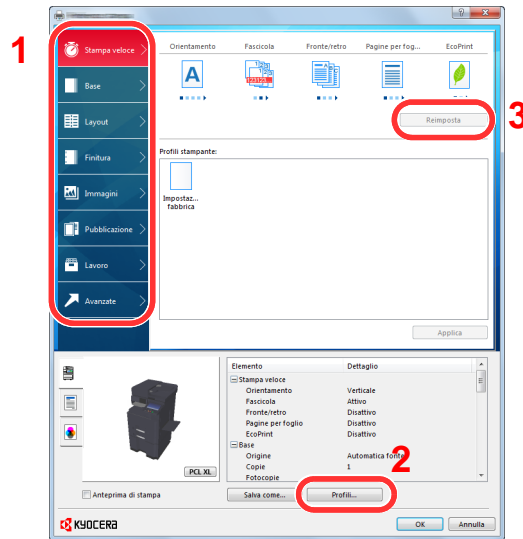 ?
1
Stampa veloce
Base
Layout
Finitura
Immagini
Pubblicazione
Lavoro
Avanzate
Orientamento Fascicola Fronte/retro Pagine per fog... EcoPrint
A
123123
Reimposta
3
Profili stampante:
Impostaz...
fabbrica
Applica
Elemento Dettaglio
Stampa veloce
Orientamento Verticale
Fascicola Attivo
Fronte/retro Disattivo
Pagine per foglio Disattivo
EcoPrint Disattivo
Base
Origine Automatica fonte
Copie 1
Fotocopie
2
PCL XL
Anteprima di stampa
Salva come... Profili...
KYOCERA
OK Annulla